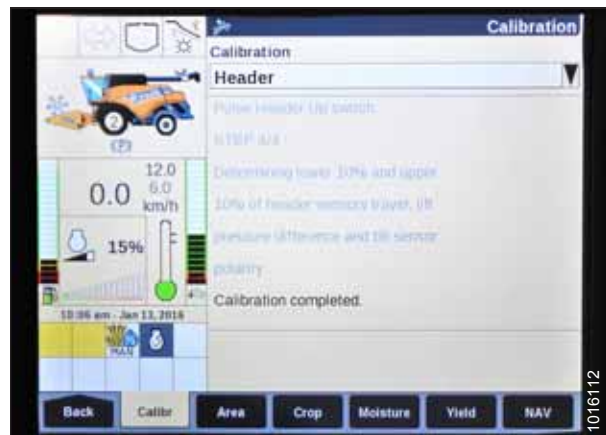 Calibration
Calibration
Header
Pulse Header Up switch.
STEP 4/4
Determining lower 10% and upper
10% of header sensors travel, lift
pressure difference and tilt sensor
polarity
Calibration completed.
2
(P)
12.0
6.0
0.0
km/h
15%
10:06 am - Jan 13, 2016
MAN
Back
Calibr
Area
Crop
Moisture
Yield
NAV
1016112